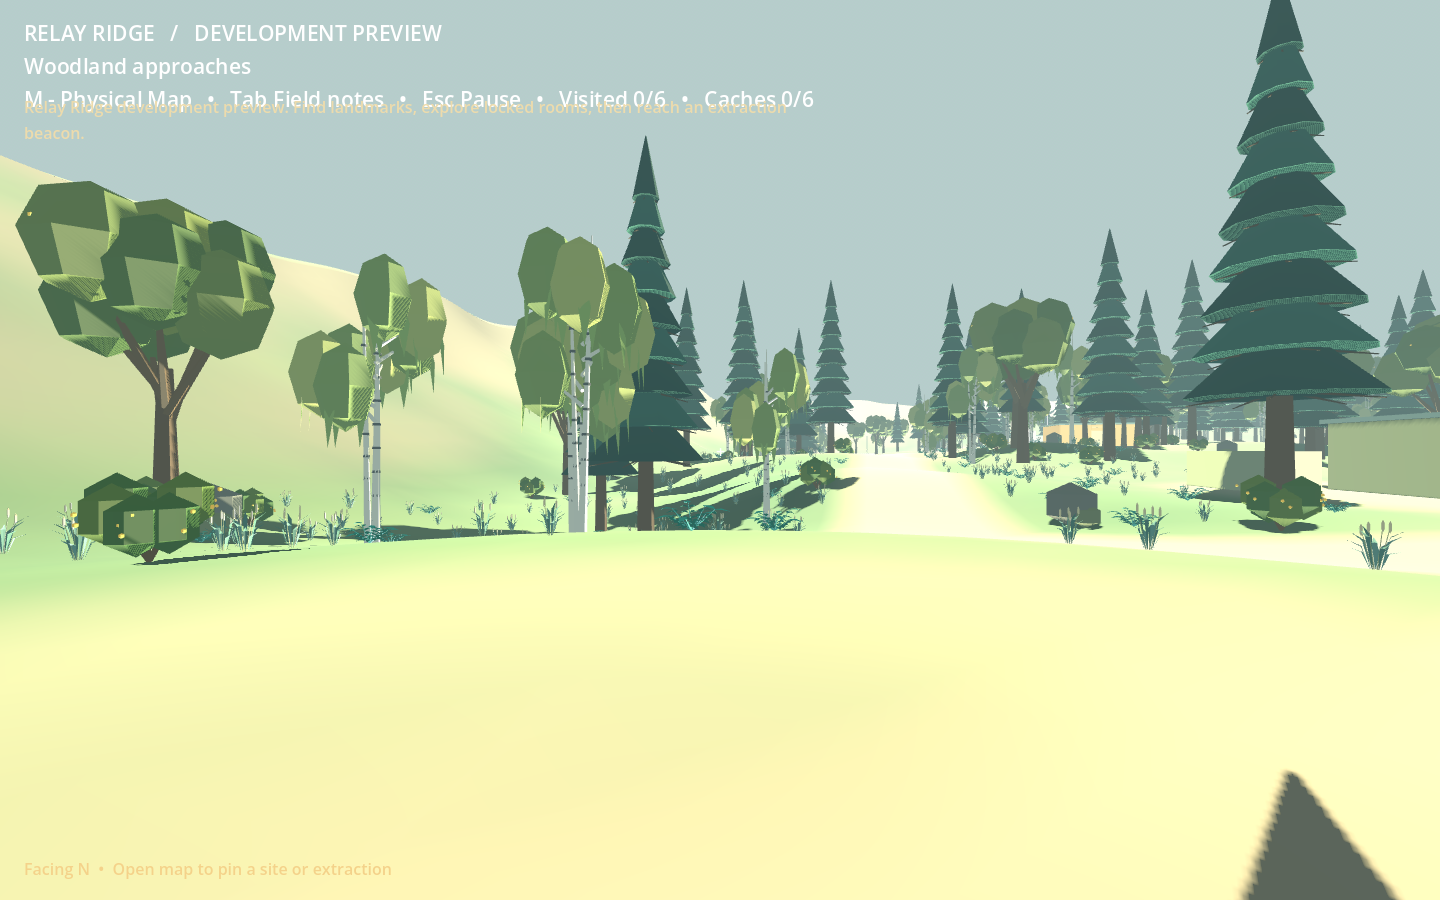 RELAY RIDGE / DEVELOPMENT PREVIEW
Woodland approaches
M - Physical Map • Tab Field notes • Esc Pause • Visited 0/6 • Caches 0/6
Relay Ridge development preview. Find landmarks, explore locked rooms, then reach an extraction
beacon.
Facing N • Open map to pin a site or extraction